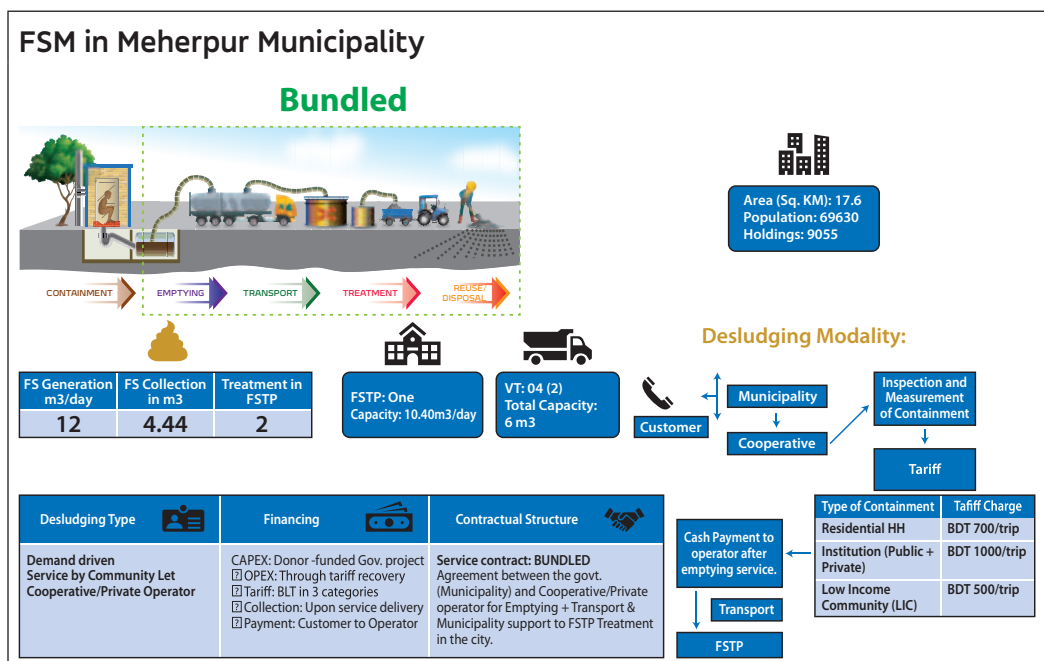 FSM in Meherpur Municipality
Bundled
CONTAINMENT
EMPTYING
TRANSPORT
TREATMENT
REUSE/
DISPOSAL
Area (Sq. KM): 17.6
Population: 69630
Holdings: 9055
FS Generation
m3/day
FS Collection
in m3
Treatment in
FSTP
12
4.44
2
FSTP: One
Capacity: 10.40m3/day
VT: 04 (2)
Total Capacity:
6 m3
Desludging Modality:
Customer
Municipality
Cooperative
Inspection and
Measurement
of Containment
Tariff
Type of Containment
Tafiff Charge
Residential HH
BDT 700/trip
Institution (Public +
Private)
BDT 1000/trip
Low Income
Community (LIC)
BDT 500/trip
Cash Payment to
operator after
emptying service.
Transport
FSTP
Desludging Type
Financing
Contractual Structure
Demand driven
Service by Community Let
Cooperative/Private Operator
CAPEX: Donor -funded Gov. project
OPEX: Through tariff recovery
Tariff: BLT in 3 categories
Collection: Upon service delivery
Payment: Customer to Operator
Service contract: BUNDLED
Agreement between the govt.
(Municipality) and Cooperative/Private
operator for Emptying + Transport &
Municipality support to FSTP Treatment
in the city.